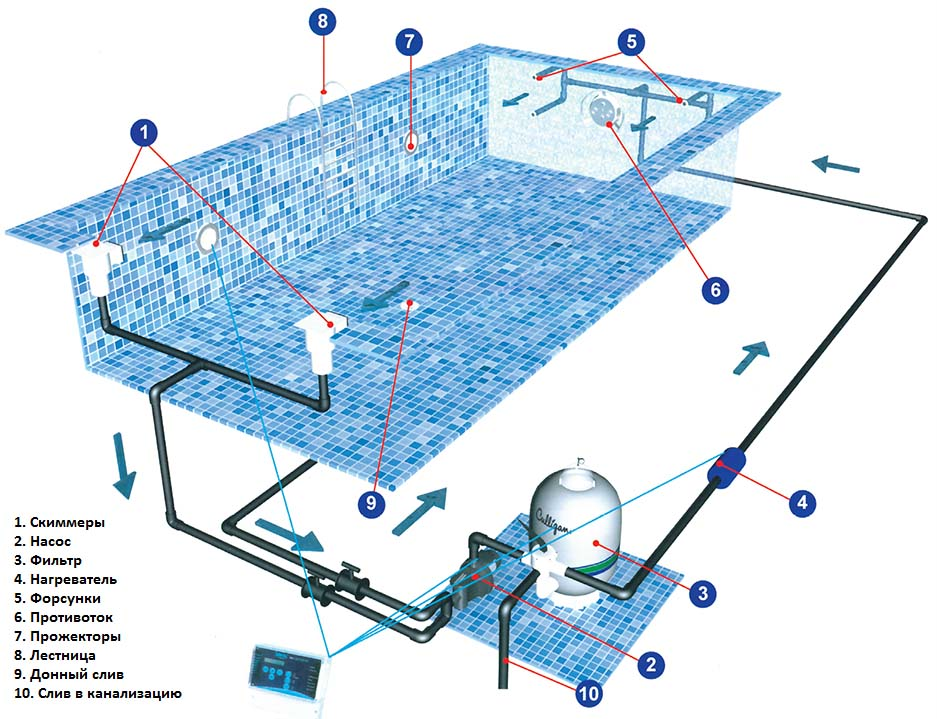 8
7
5
1
6
9
4
3
2
10
Culligan
1. Скиммеры
2. Насос
3. Фильтр
4. Нагреватель
5. Форсунки
6. Противоток
7. Прожекторы
8. Лестница
9. Донный слив
10. Слив в канализацию